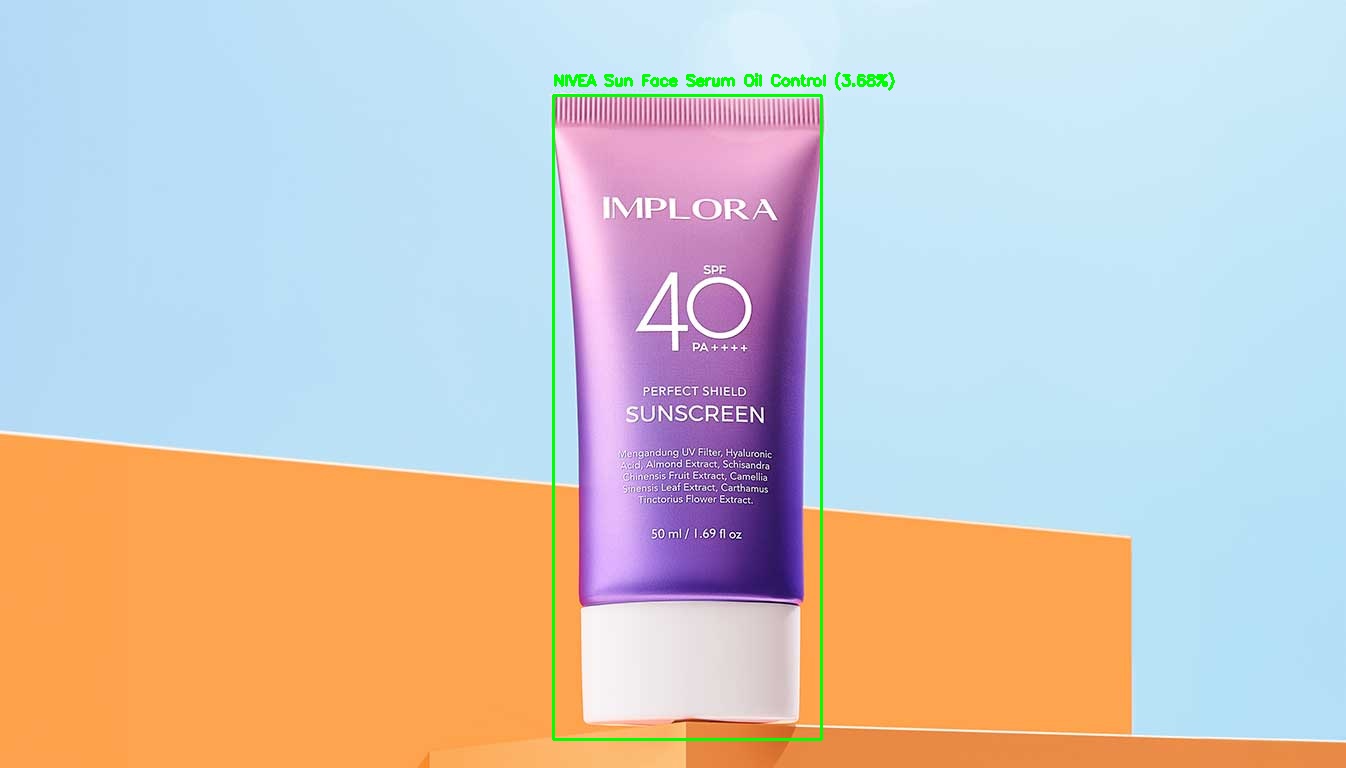 NIVEA Sun Face Serum Oil Control (3.68%)
IMPLORA
SPF
40
PA++++
PERFECT SHIELD
SUNSCREEN
Mengandung UV Filter, Hyaluronic
Acid, Almond Extract, Schisandra
Chinensis Fruit Extract, Camellia
Sinensis Leaf Extract, Carthamus
Tinctorius Flower Extract.
50 ml / 1.69 fl oz